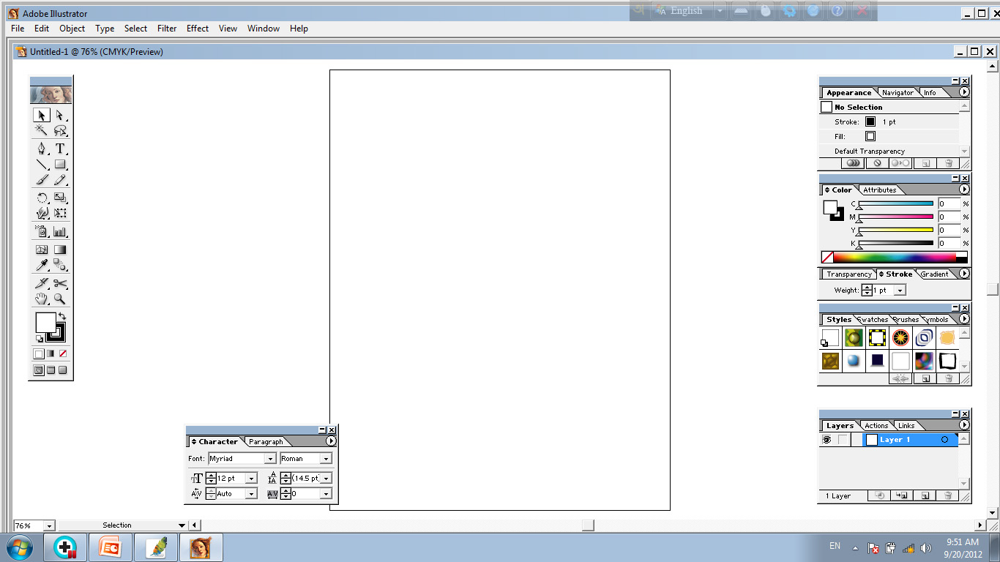 Adobe Illustrator
English
File Edit Object Type Select Filter Effect View Window Help
Untitled-1 @ 76% (CMYK/Preview)
Appearance Navigator Info
No Selection
Stroke: 1 pt
Fill:
Default Transparency
Color Attributes
C 0 %
M 0 %
Y 0 %
K 0 %
Transparency Stroke Gradient
Weight: 1 pt
Styles Swatches Brushes Symbols
Character Paragraph
Font: Myriad Roman
12 pt (14.5 pt)
Auto 0
Layers Actions Links
Layer 1
1 Layer
76% Selection
EN
9:51 AM
9/20/2012